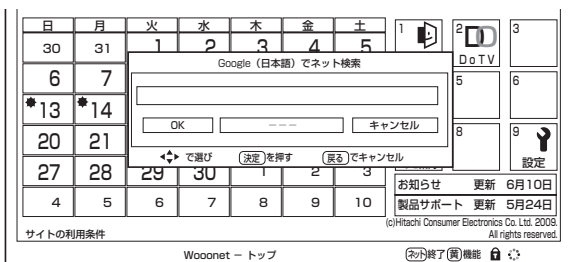 日 月 火 水 木 金 土
30 31 1 2 3 4 5
1
2 DoTV
3
Google（日本語）でネット検索
OK --- キャンセル
で選び 決定を押す 戻るでキャンセル
6 7
5
6
13 14
20 21
8
9 設定
27 28 29 30 1 2 3
4 5 6 7 8 9 10
お知らせ 更新 6月10日
製品サポート 更新 5月24日
(c)Hitachi Consumer Electronics Co. Ltd. 2009.
All rights reserved.
サイトの利用条件
Wooonet － トップ
ネット終了 黄機能